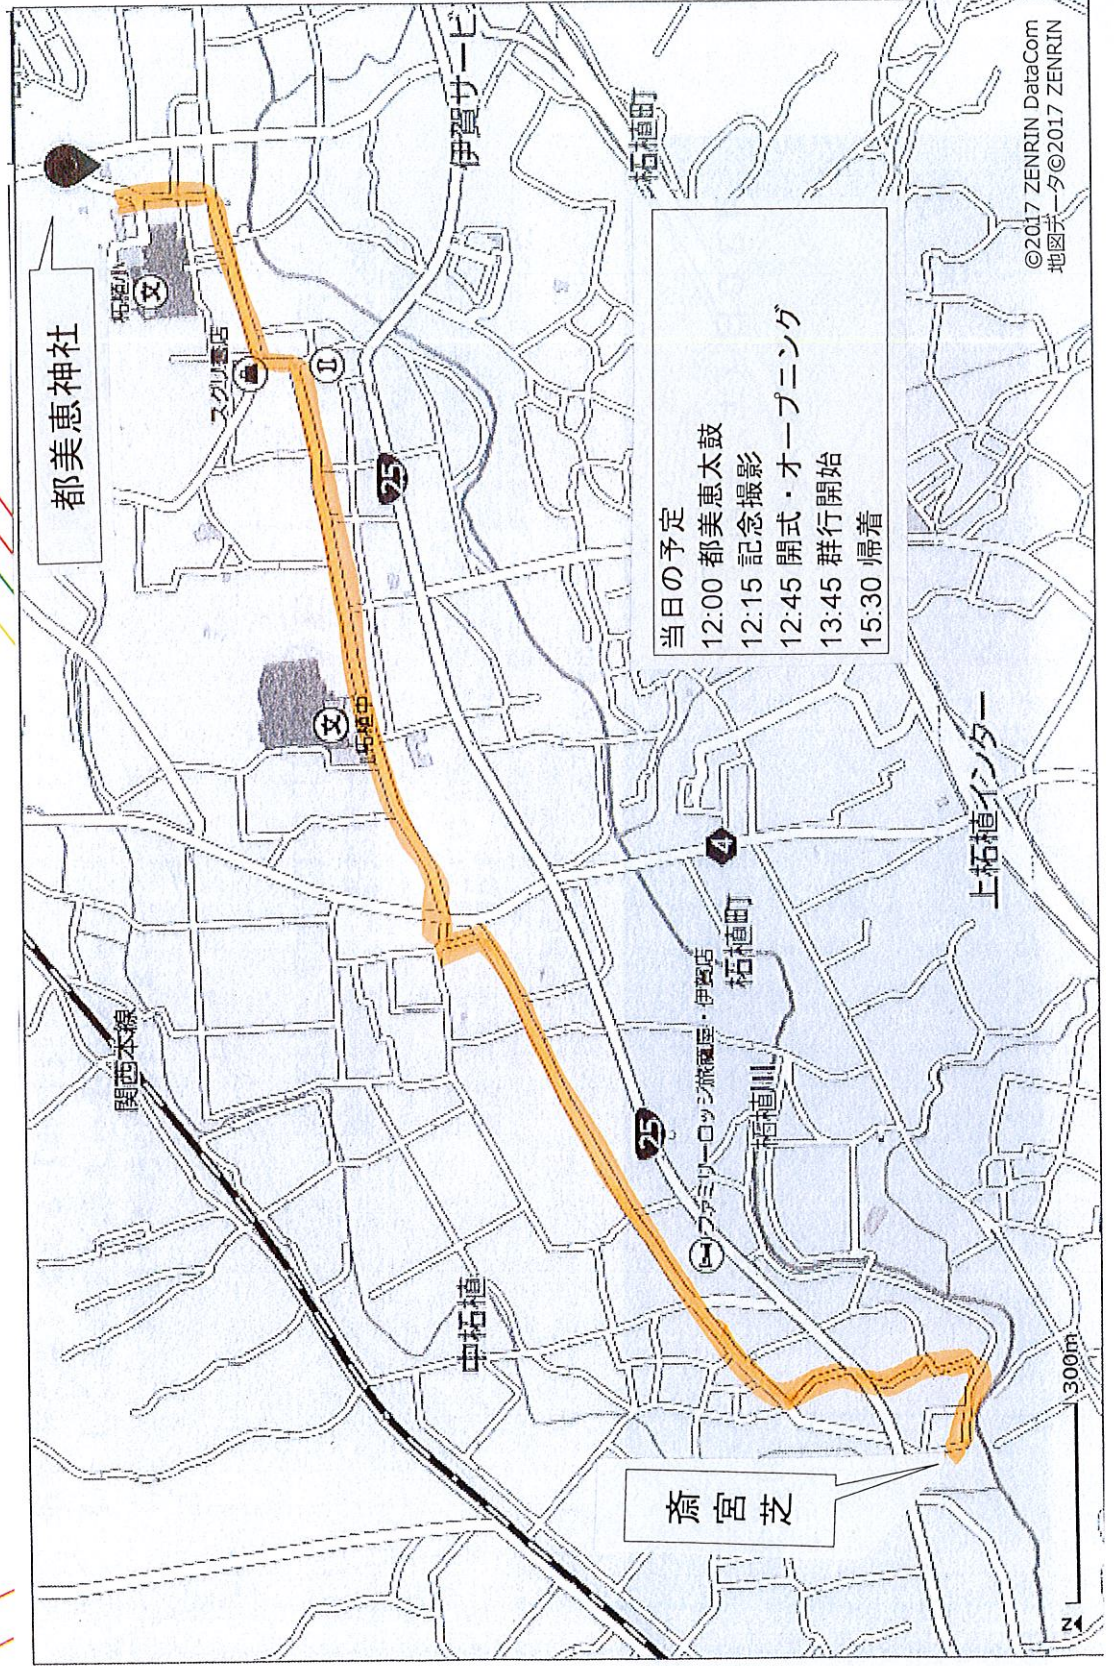 都美恵神社
柘植小
文
スグリ書店
伊賀サービ
柘植町
25
文
柘植中
関西本線
当日の予定
12:00 都美恵太鼓
12:15 記念撮影
12:45 開式・オープニング
13:45 群行開始
15:30 帰着
4
柘植町
上柘植インター
ファミリーロッジ旅籠屋・伊賀店
柘植川
25
中柘植
斎
宮
芝
300m
N
©2017 ZENRIN DataCom
地図データ©2017 ZENRIN